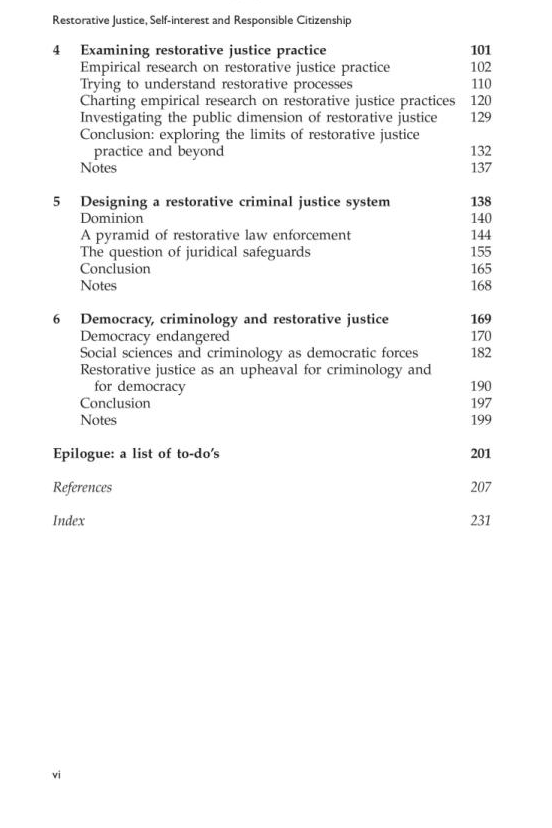 Restorative Justice, Self-interest and Responsible Citizenship
4 Examining restorative justice practice 101
Empirical research on restorative justice practice 102
Trying to understand restorative processes 110
Charting empirical research on restorative justice practices 120
Investigating the public dimension of restorative justice 129
Conclusion: exploring the limits of restorative justice
practice and beyond 132
Notes 137
5 Designing a restorative criminal justice system 138
Dominion 140
A pyramid of restorative law enforcement 144
The question of juridical safeguards 155
Conclusion 165
Notes 168
6 Democracy, criminology and restorative justice 169
Democracy endangered 170
Social sciences and criminology as democratic forces 182
Restorative justice as an upheaval for criminology and
for democracy 190
Conclusion 197
Notes 199
Epilogue: a list of to-do's 201
References 207
Index 231
vi